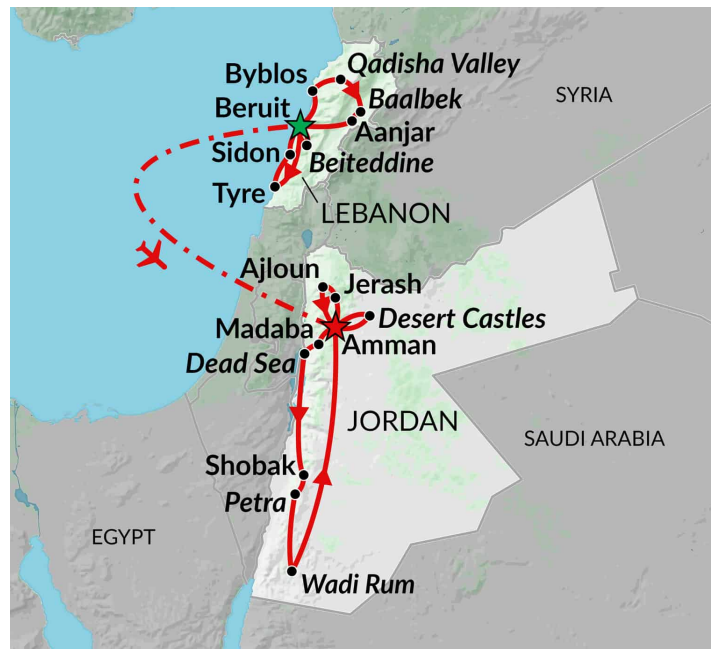 Qadisha Valley
Byblos
Baalbek
SYRIA
Beruit
Aanjar
Sidon
Beiteddine
Tyre
LEBANON
Ajloun
Jerash
Desert Castles
Madaba
Amman
Dead Sea
JORDAN
SAUDI ARABIA
Shobak
Petra
EGYPT
Wadi Rum